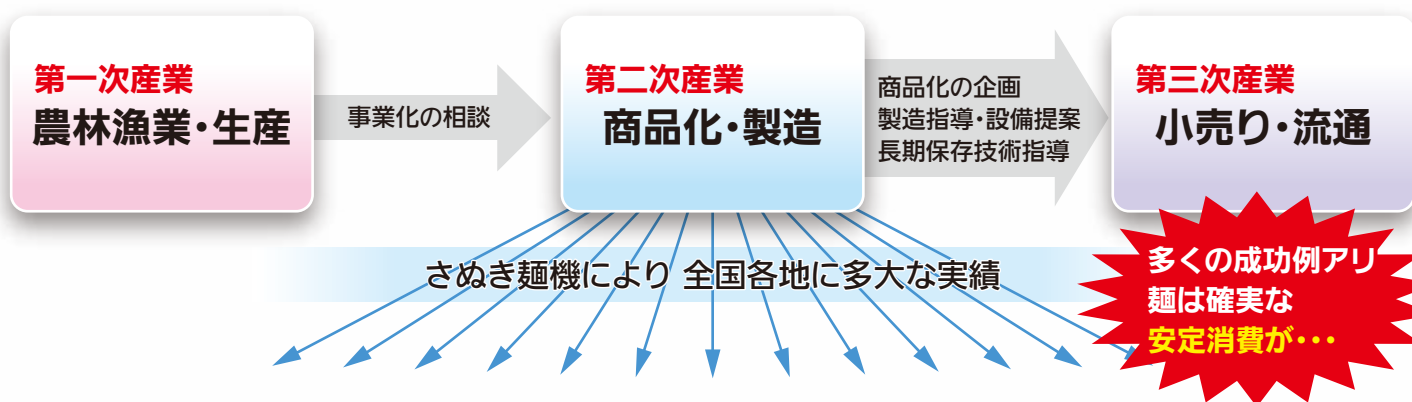 第一次産業
農林漁業・生産
事業化の相談
第二次産業
商品化・製造
商品化の企画
製造指導・設備提案
長期保存技術指導
第三次産業
小売り・流通
さぬき麺機により 全国各地に多大な実績
多くの成功例アリ
麺は確実な
安定消費が・・・